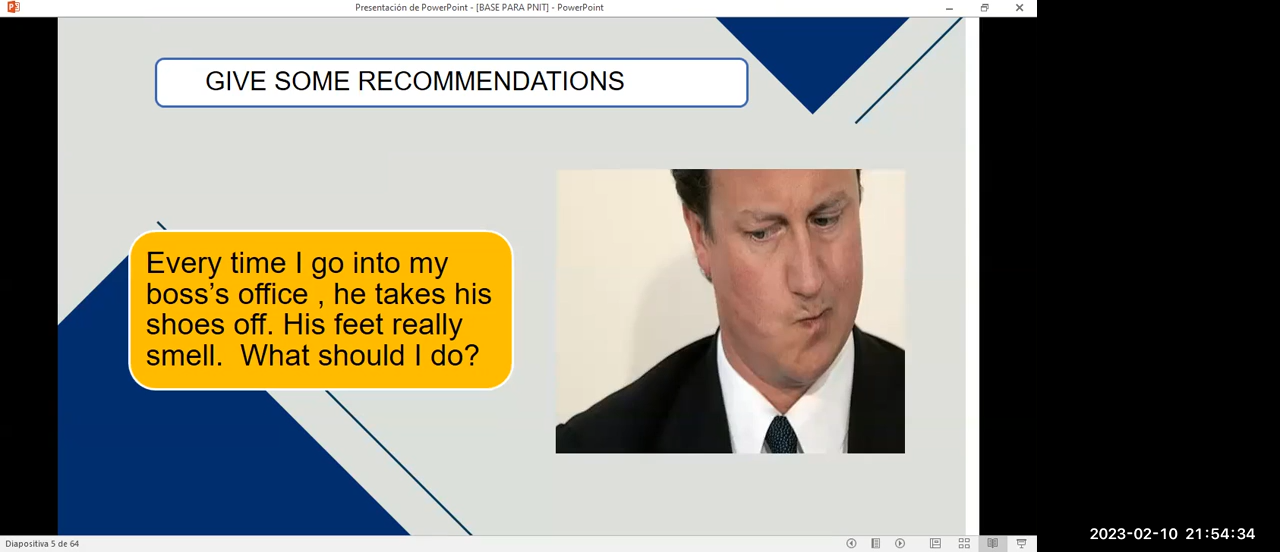 Presentación de PowerPoint - [BASE PARA PNIT] - PowerPoint
GIVE SOME RECOMMENDATIONS
Every time I go into my
boss’s office , he takes his
shoes off. His feet really
smell.  What should I do?
Diapositiva 5 de 64
2023-02-10 21:54:34